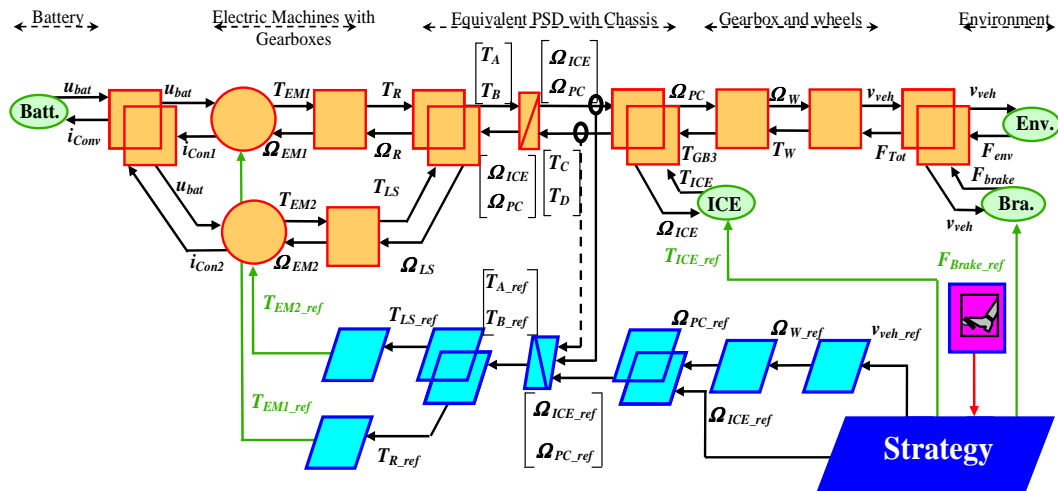 Battery
Electric Machines with
Gearboxes
Equivalent PSD with Chassis
Gearbox and wheels
Environment
u_bat
u_bat
T_EM1
T_R
T_A
T_B
Ω_ICE
Ω_PC
Ω_PC
Ω_W
v_veh
v_veh
Batt.
Env.
i_Conv
i_Con1
Ω_EM1
Ω_R
T_GB3
T_W
F_Tot
F_env
u_bat
T_EM2
T_LS
Ω_ICE
Ω_PC
T_C
T_D
T_ICE
ICE
F_brake
Bra.
i_Con2
Ω_EM2
Ω_LS
Ω_ICE
v_veh
T_ICE_ref
F_Brake_ref
T_EM2_ref
T_LS_ref
T_A_ref
T_B_ref
Ω_PC_ref
Ω_W_ref
v_veh_ref
T_EM1_ref
T_R_ref
Ω_ICE_ref
Ω_PC_ref
Ω_ICE_ref
Strategy